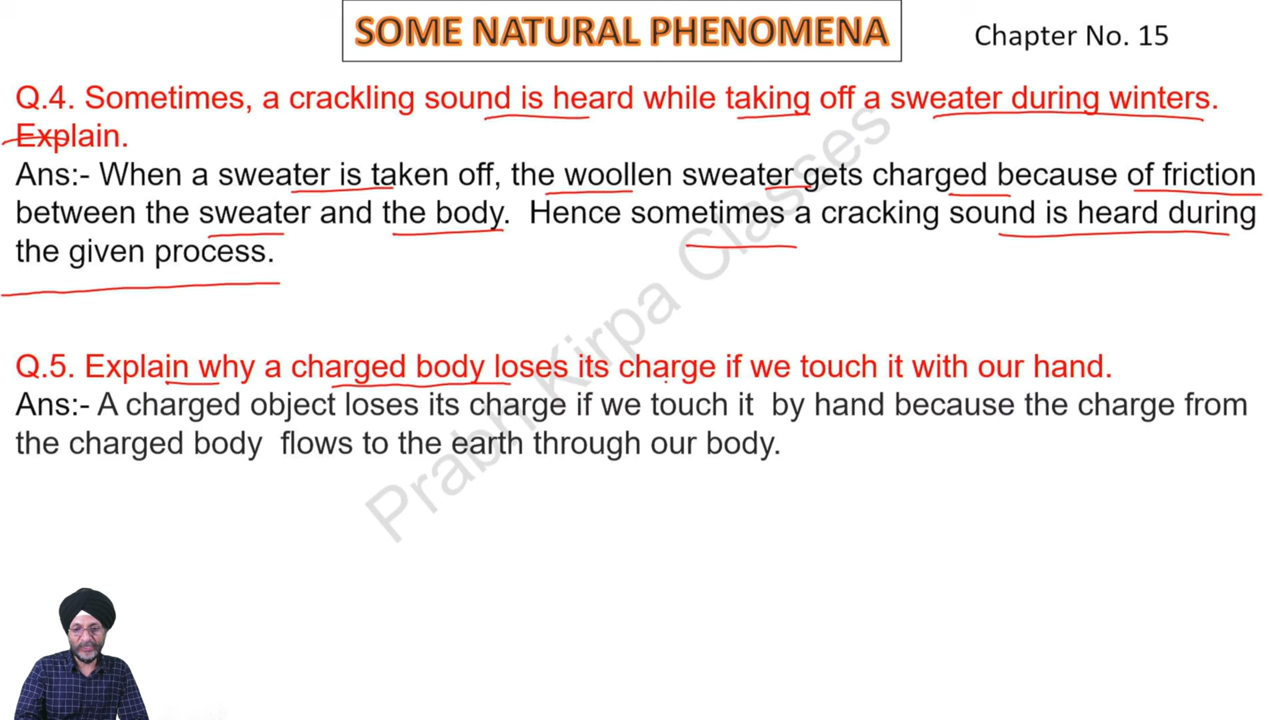 SOME NATURAL PHENOMENA
Chapter No. 15
Q.4. Sometimes, a crackling sound is heard while taking off a sweater during winters.
Explain.
Ans:- When a sweater is taken off, the woollen sweater gets charged because of friction
between the sweater and the body. Hence sometimes a cracking sound is heard during
the given process.
Q.5. Explain why a charged body loses its charge if we touch it with our hand.
Ans:- A charged object loses its charge if we touch it by hand because the charge from
the charged body flows to the earth through our body.
Prabh Kirpa Classes